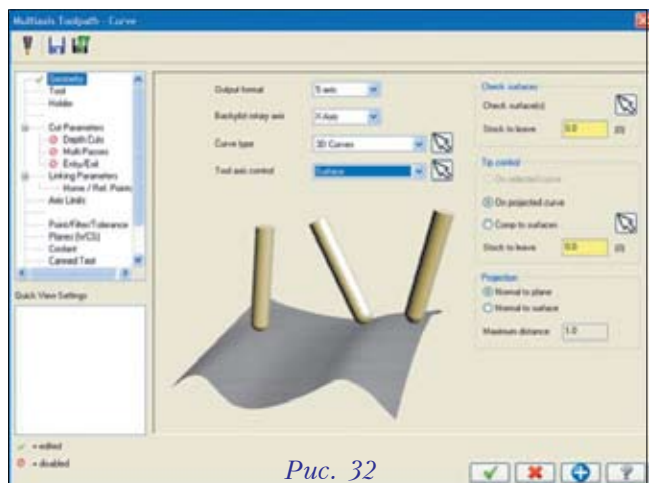 Multiaxis Toolpath - Curve
Geometry
Tool
Holder
Cut Parameters
Depth Cuts
Multi Passes
Entry/Exit
Linking Parameters
Home / Ref. Points
Axis Limits
Point/Filter/Tolerance
Planes (WCS)
Coolant
Canned Text
Quick View Settings
= edited
= disabled
Output format
5 axis
Backplot rotary axis
X Axis
Curve type
3D Curves
Tool axis control
Surface
Check surfaces
Check surface(s)
Stock to leave
0.0
(0)
Tip control
On selected curve
On projected curve
Comp to surfaces
Stock to leave
0.0
(0)
Projection
Normal to plane
Normal to surface
Maximum distance
1.0
Рис. 32